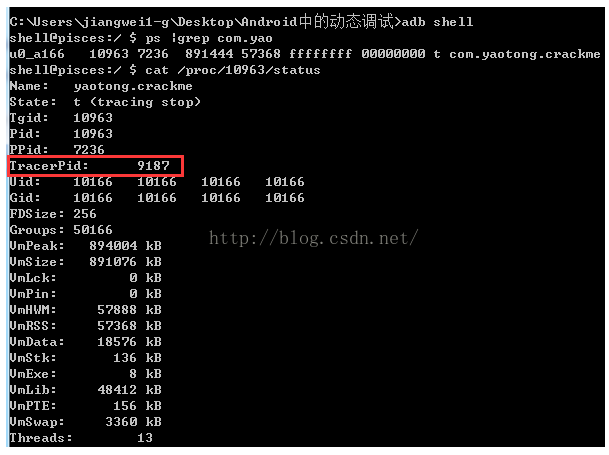 C:\Users\jiangwei1-g\Desktop\Android中的动态调试>adb shell
shell@pisces:/ $ ps |grep com.yao
u0_a166 10963 7236 891444 57368 ffffffff 00000000 t com.yaotong.crackme
shell@pisces:/ $ cat /proc/10963/status
Name: yaotong.crackme
State: t (tracing stop)
Tgid: 10963
Pid: 10963
PPid: 7236
TracerPid: 9187
Uid: 10166 10166 10166 10166
Gid: 10166 10166 10166 10166
FDSize: 256
Groups: 50166
VmPeak: 894004 kB
VmSize: 891076 kB
VmLck: 0 kB
VmPin: 0 kB
VmHWM: 57888 kB
VmRSS: 57368 kB
VmData: 18576 kB
VmStk: 136 kB
VmExe: 8 kB
VmLib: 48412 kB
VmPTE: 156 kB
VmSwap: 3360 kB
Threads: 13
http://blog.csdn.net/